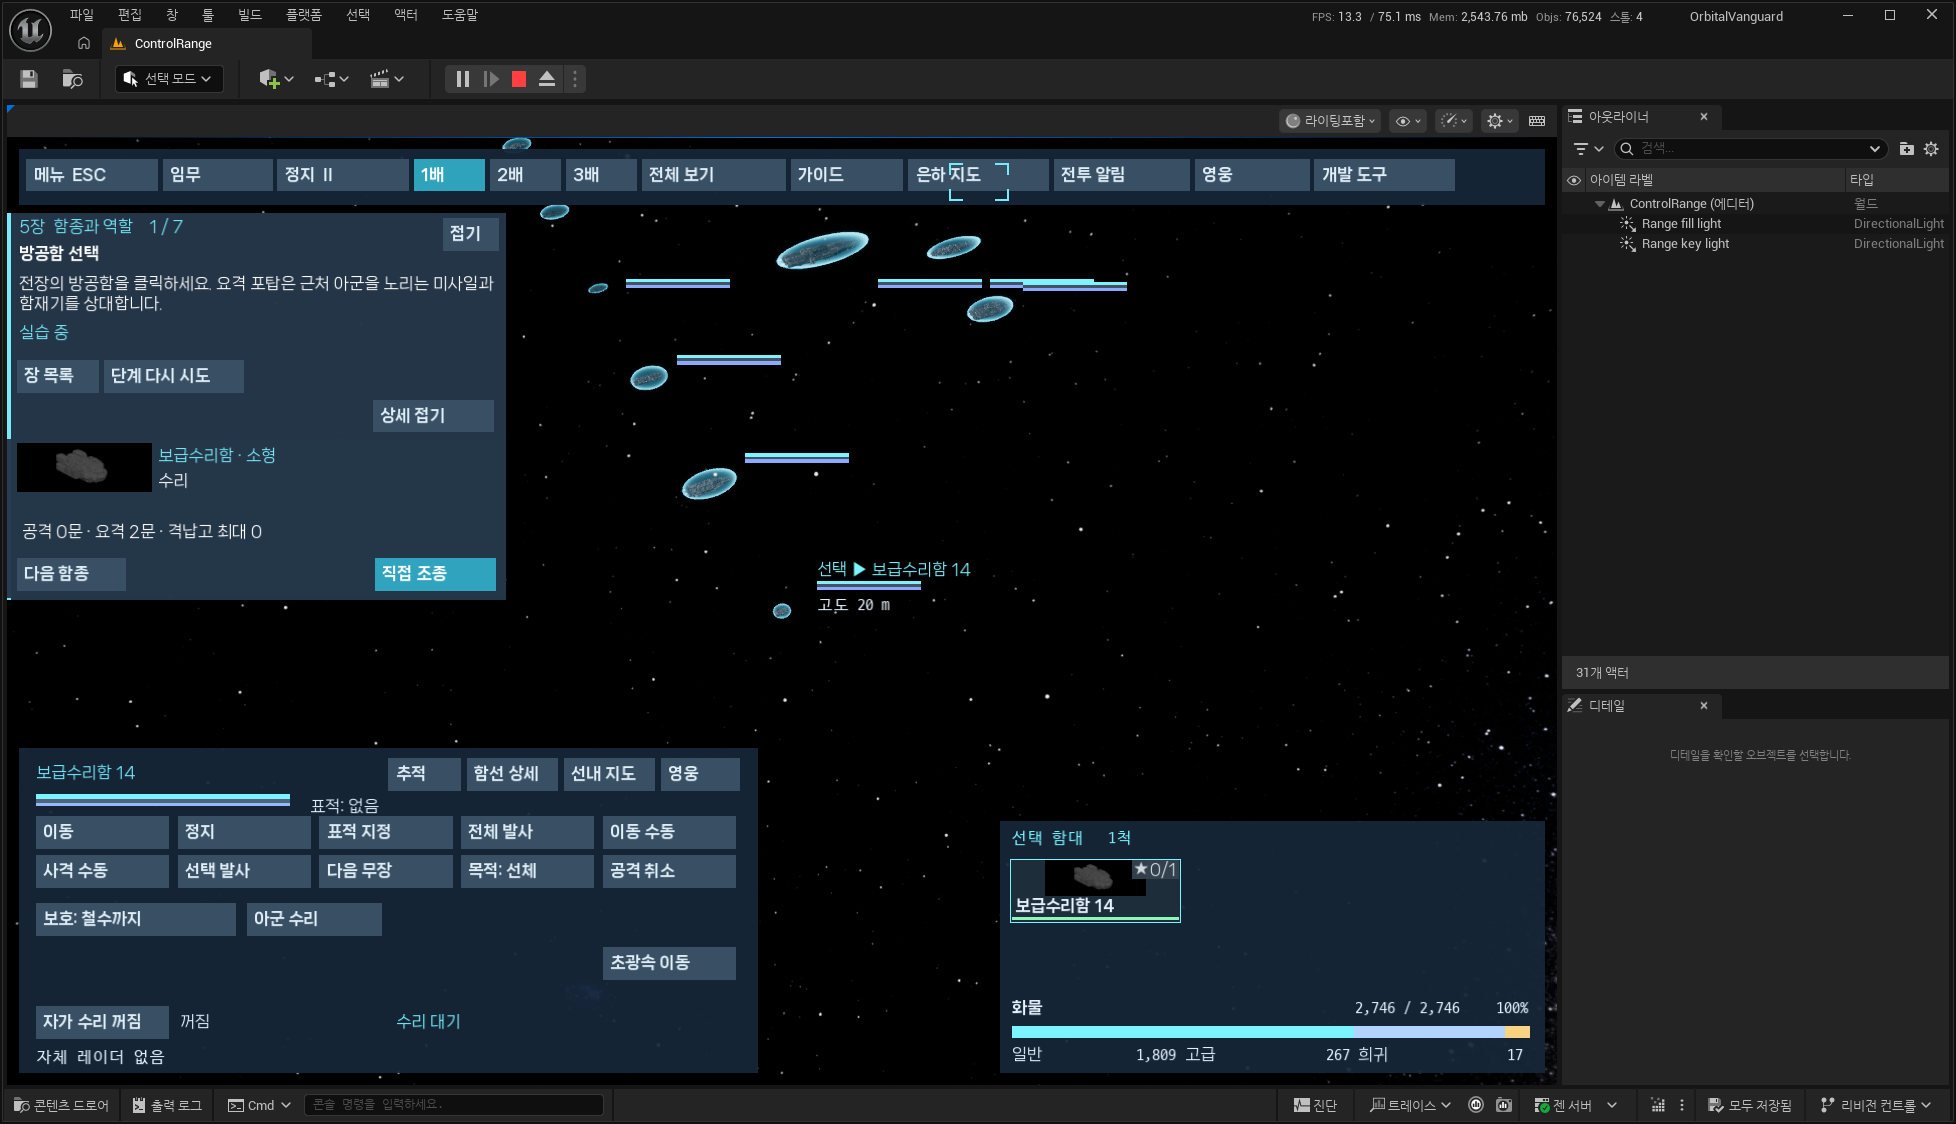 파일 편집 창 툴 빌드 플랫폼 선택 액터 도움말
FPS: 13.3 / 75.1 ms Mem: 2,543.76 mb Objs: 76,524 스톨: 4
OrbitalVanguard
ControlRange
선택 모드
라이팅포함
메뉴 ESC
임무
정지 II
1배
2배
3배
전체 보기
가이드
은하 지도
전투 알림
영웅
개발 도구
5장 함종과 역할 1 / 7
접기
방공함 선택
전장의 방공함을 클릭하세요. 요격 포탑은 근처 아군을 노리는 미사일과
함재기를 상대합니다.
실습 중
장 목록
단계 다시 시도
상세 접기
보급수리함 · 소형
수리
공격 0문 · 요격 2문 · 격납고 최대 0
다음 함종
직접 조종
선택 ▶ 보급수리함 14
고도 20 m
보급수리함 14
추적
함선 상세
선내 지도
영웅
표적: 없음
이동
정지
표적 지정
전체 발사
이동 수동
사격 수동
선택 발사
다음 무장
목적: 선체
공격 취소
보호: 철수까지
아군 수리
초광속 이동
자가 수리 꺼짐
꺼짐
수리 대기
자체 레이더 없음
선택 함대 1척
★0/1
보급수리함 14
화물 2,746 / 2,746 100%
일반 1,809 고급 267 희귀 17
아웃라이너
검색...
아이템 라벨 타입
ControlRange (에디터) 월드
Range fill light DirectionalLight
Range key light DirectionalLight
31개 액터
디테일
디테일을 확인할 오브젝트를 선택합니다.
콘텐츠 드로어
출력 로그
Cmd
콘솔 명령을 입력하세요.
진단
트레이스
젠 서버
모두 저장됨
리비전 컨트롤